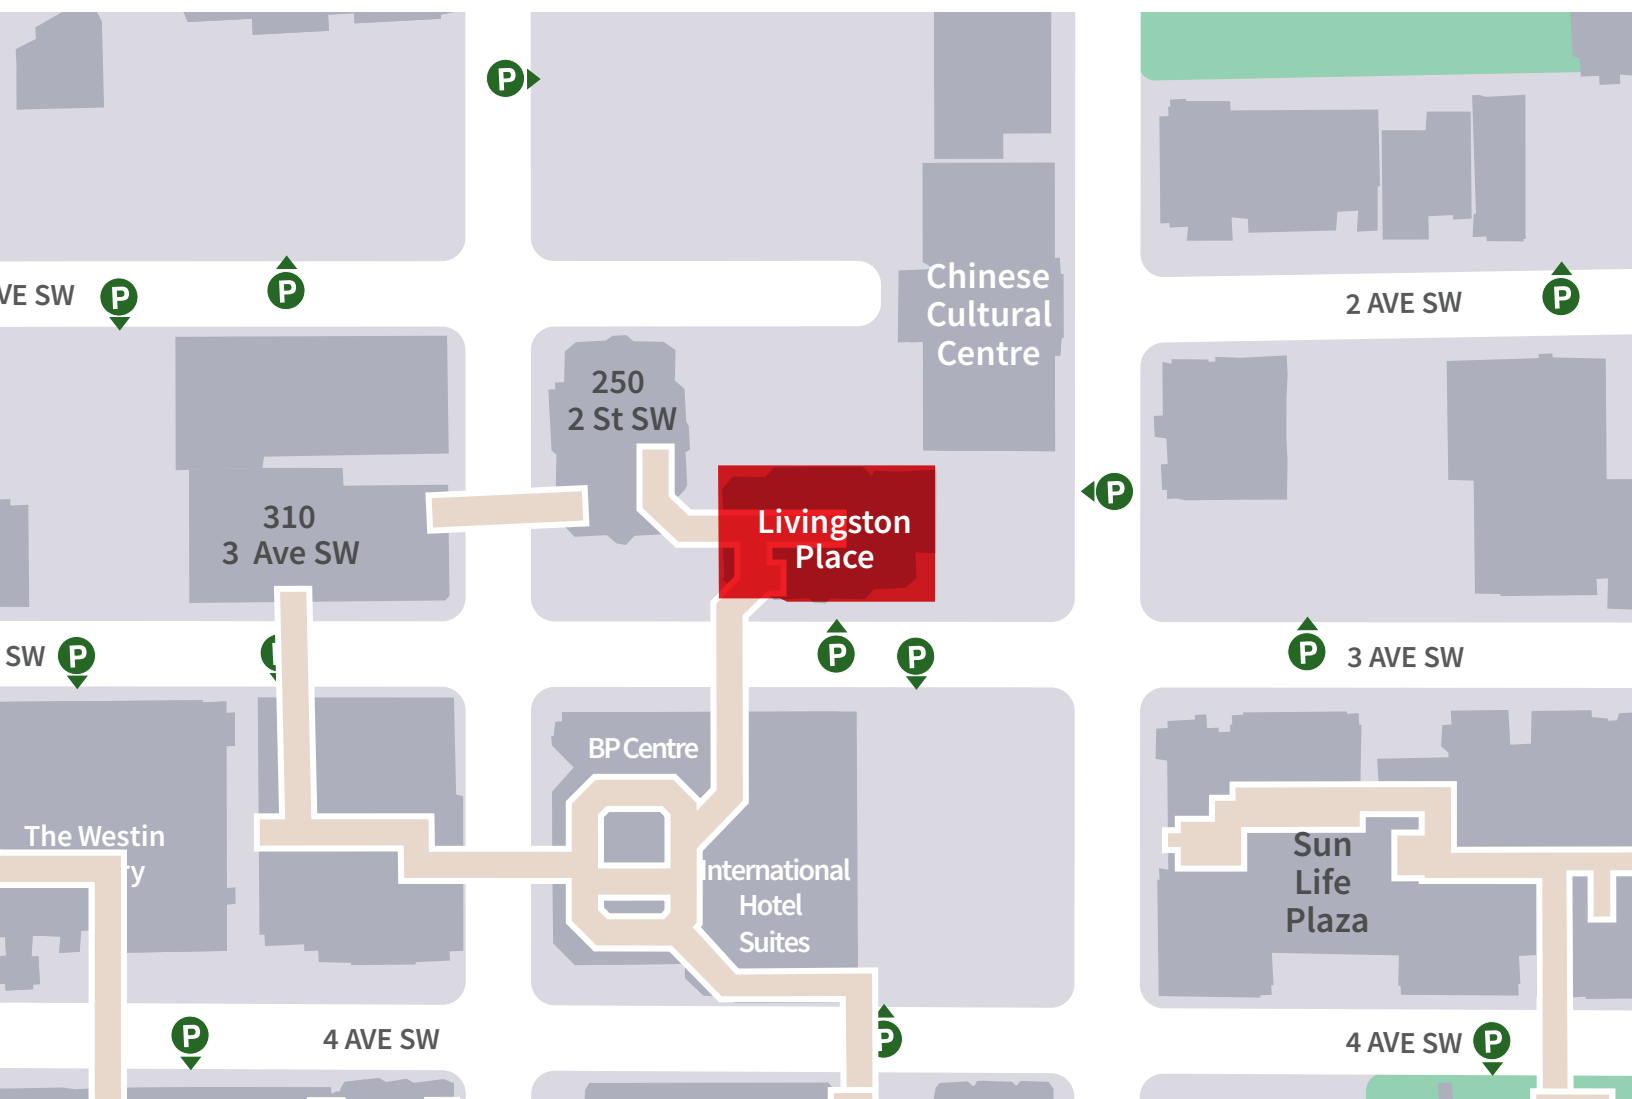 P
Chinese
Cultural
Centre
VE SW
P
P
2 AVE SW
P
250
2 St SW
P
310
3 Ave SW
Livingston
Place
SW
P
P
P
P
3 AVE SW
BP Centre
The Westin
ry
International
Hotel
Suites
Sun
Life
Plaza
P
4 AVE SW
P
4 AVE SW
P